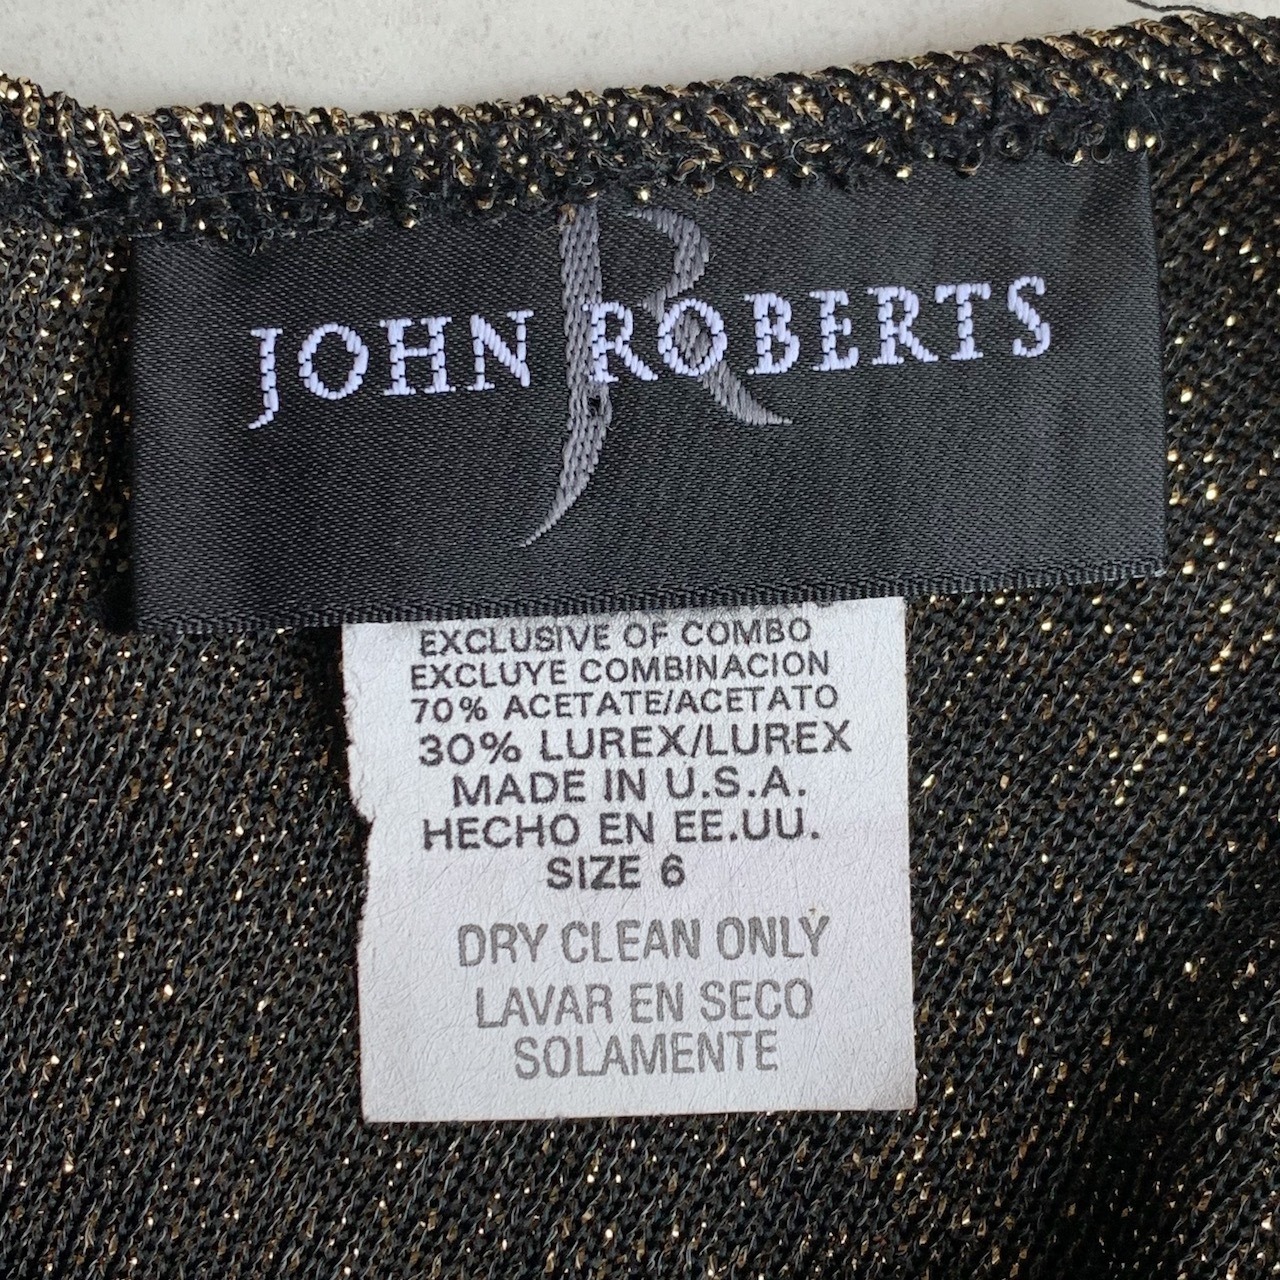 JR
JOHN ROBERTS
EXCLUSIVE OF COMBO
EXCLUYE COMBINACION
70% ACETATE/ACETATO
30% LUREX/LUREX
MADE IN U.S.A.
HECHO EN EE.UU.
SIZE 6
DRY CLEAN ONLY
LAVAR EN SECO
SOLAMENTE